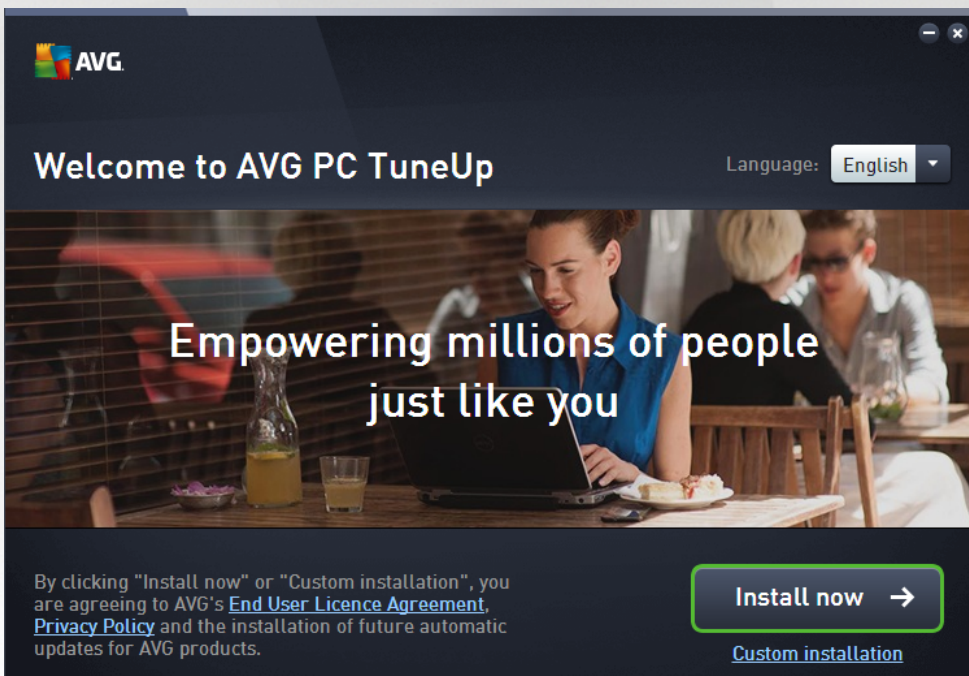 AVG.
Welcome to AVG PC TuneUp
Language:
English
Empowering millions of people
just like you
By clicking "Install now" or "Custom installation", you
are agreeing to AVG's End User Licence Agreement,
Privacy Policy and the installation of future automatic
updates for AVG products.
Install now →
Custom installation